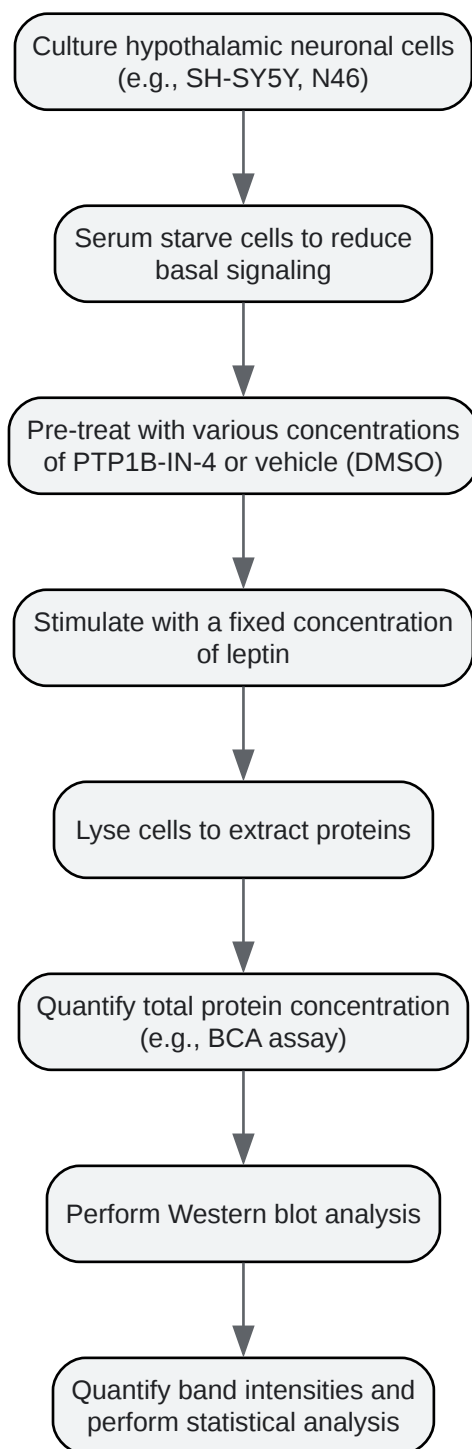 Culture hypothalamic neuronal cells
(e.g., SH-SY5Y, N46)
Serum starve cells to reduce
basal signaling
Pre-treat with various concentrations
of PTP1B-IN-4 or vehicle (DMSO)
Stimulate with a fixed concentration
of leptin
Lyse cells to extract proteins
Quantify total protein concentration
(e.g., BCA assay)
Perform Western blot analysis
Quantify band intensities and
perform statistical analysis